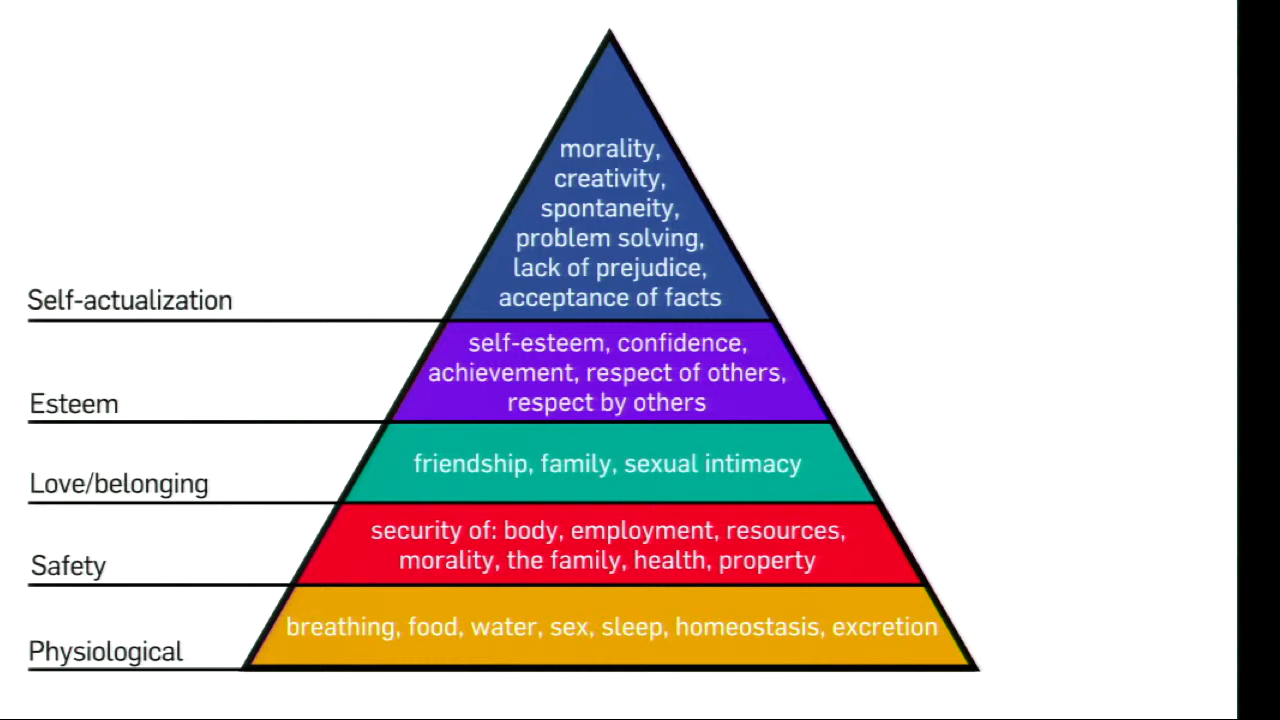 morality,
creativity,
spontaneity,
problem solving,
lack of prejudice,
acceptance of facts
Self-actualization
self-esteem, confidence,
achievement, respect of others,
respect by others
Esteem
friendship, family, sexual intimacy
Love/belonging
security of: body, employment, resources,
morality, the family, health, property
Safety
breathing, food, water, sex, sleep, homeostasis, excretion
Physiological